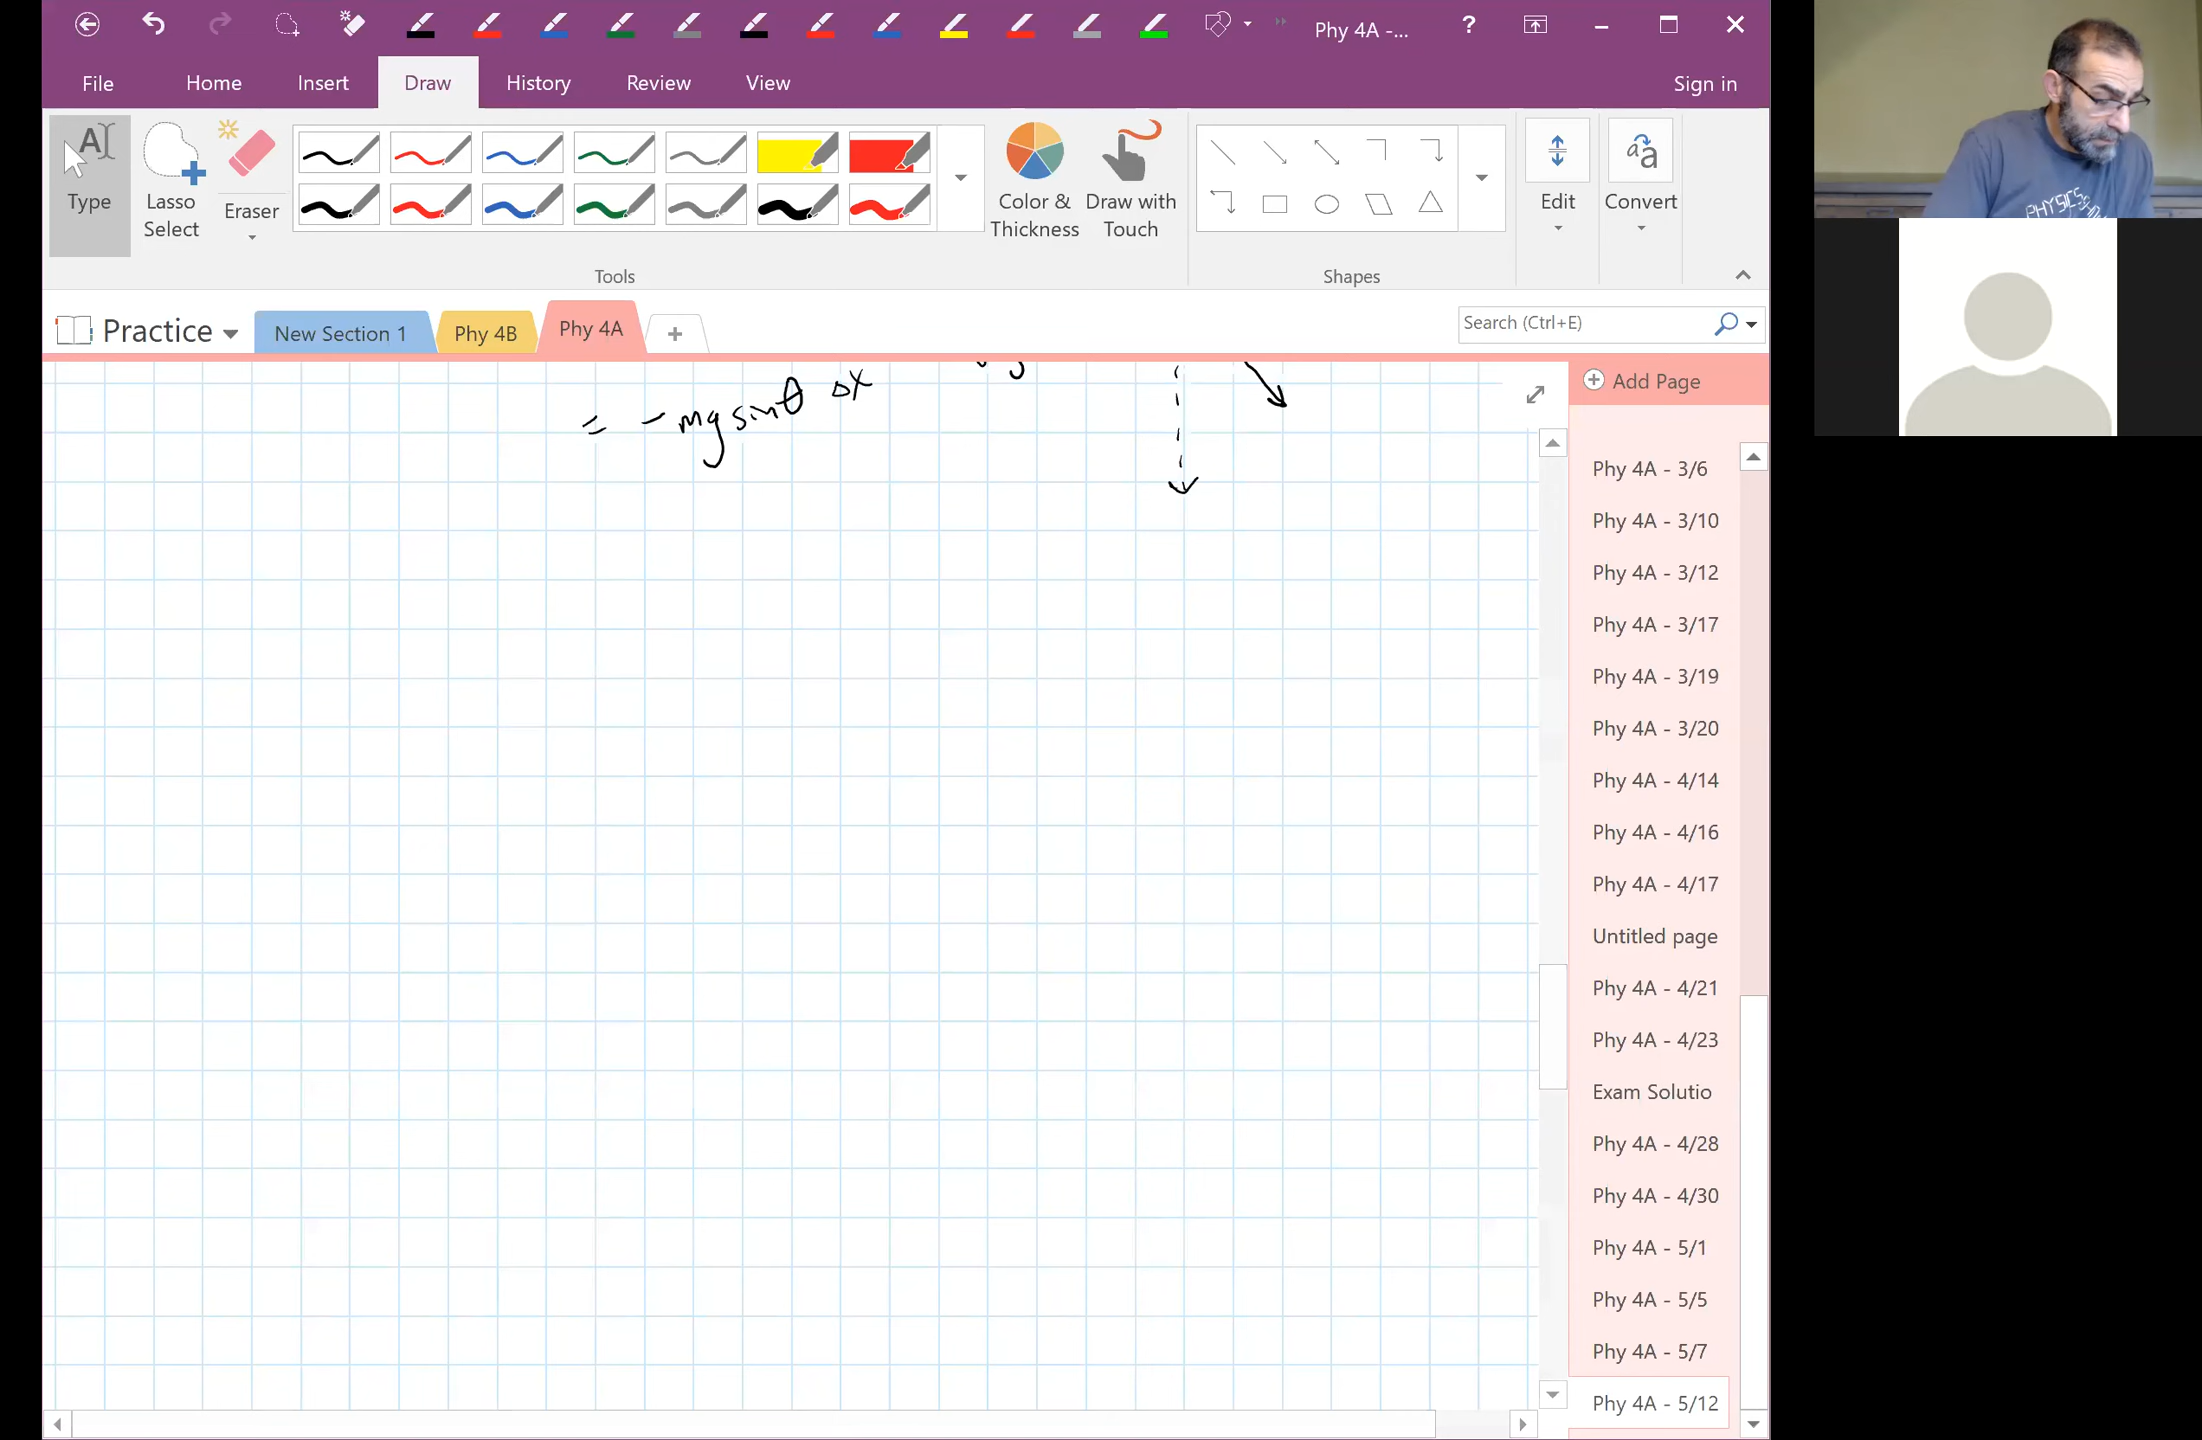 Phy 4A -...
?
File Home Insert Draw History Review View Sign in
Type
Lasso Select
Eraser
Color & Thickness
Draw with Touch
Edit
Convert
Tools
Shapes
Practice New Section 1 Phy 4B Phy 4A +
Search (Ctrl+E)
= - mg sinθ Δx
Add Page
Phy 4A - 3/6
Phy 4A - 3/10
Phy 4A - 3/12
Phy 4A - 3/17
Phy 4A - 3/19
Phy 4A - 3/20
Phy 4A - 4/14
Phy 4A - 4/16
Phy 4A - 4/17
Untitled page
Phy 4A - 4/21
Phy 4A - 4/23
Exam Solutio
Phy 4A - 4/28
Phy 4A - 4/30
Phy 4A - 5/1
Phy 4A - 5/5
Phy 4A - 5/7
Phy 4A - 5/12